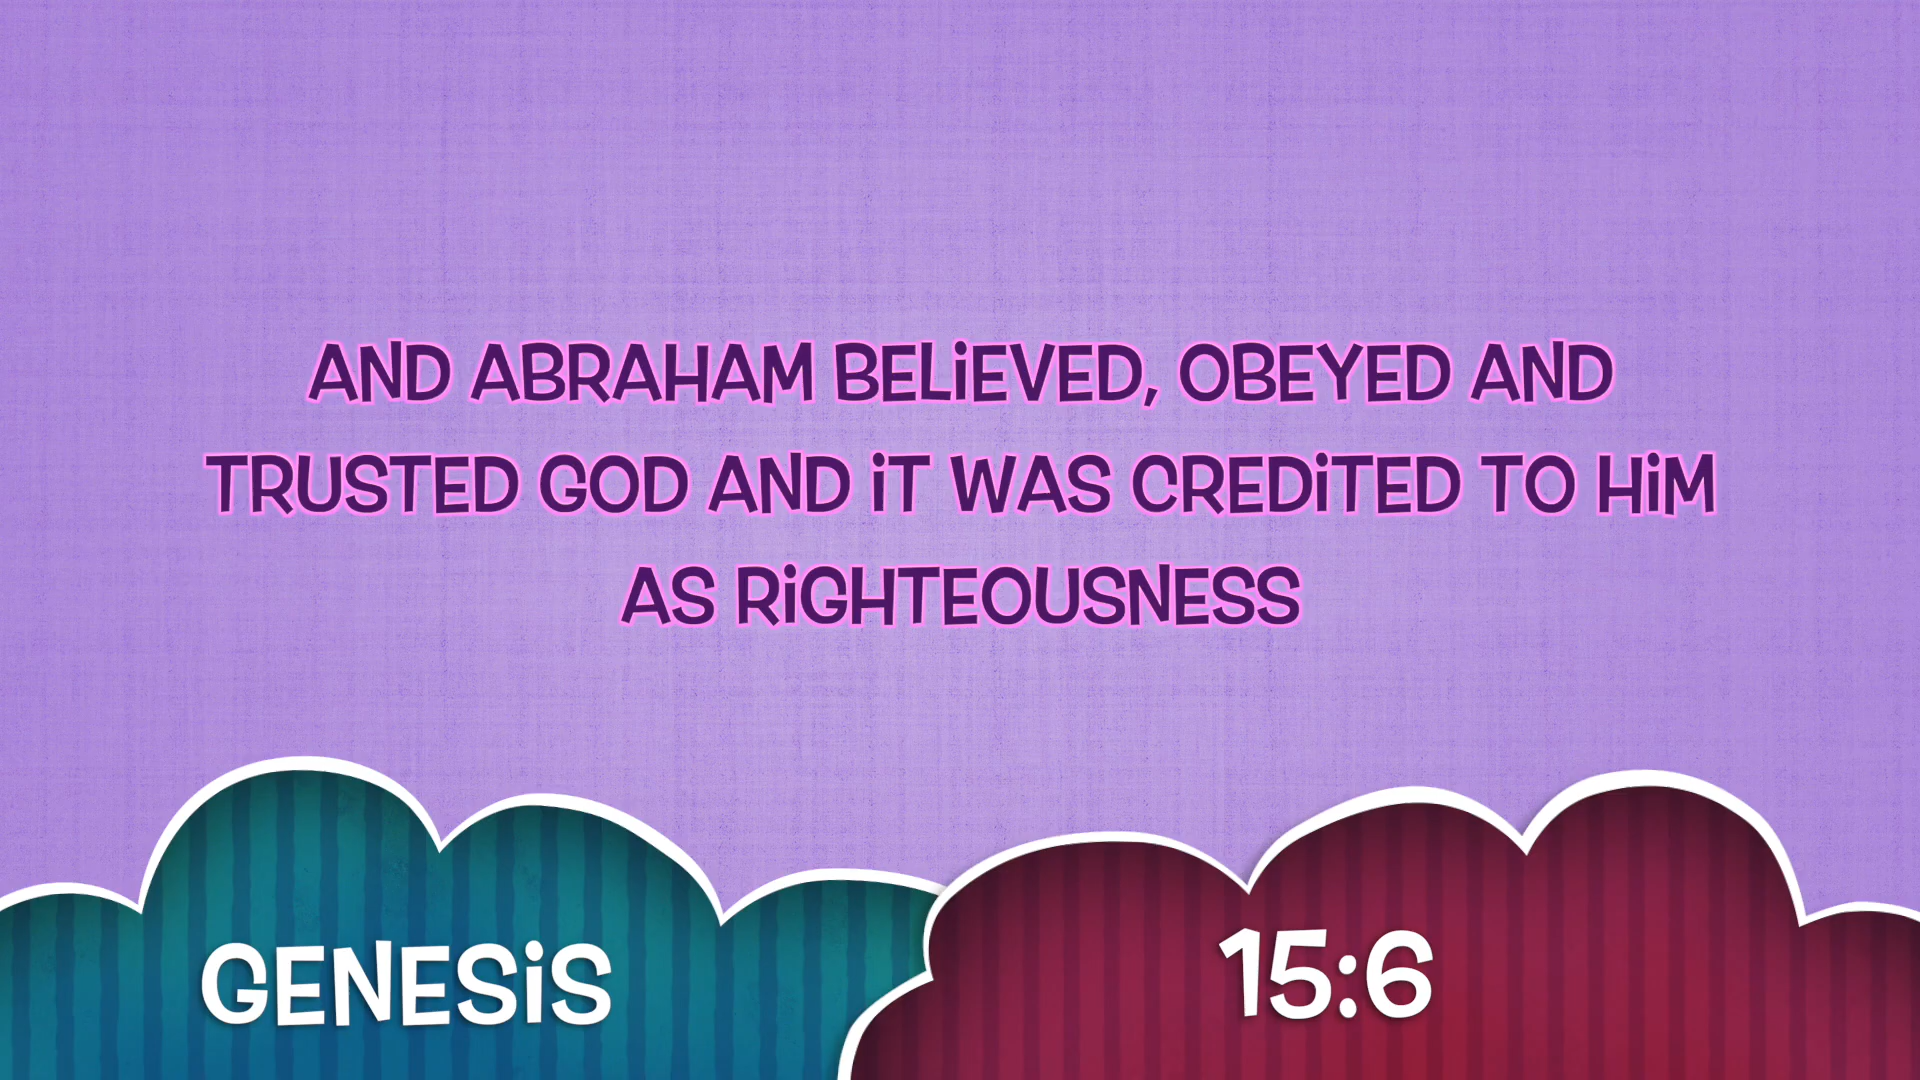 AND ABRAHAM BELiEVED, OBEYED AND
TRUSTED GOD AND iT WAS CREDiTED TO HiM
AS RiGHTEOUSNESS
GENESiS
15:6